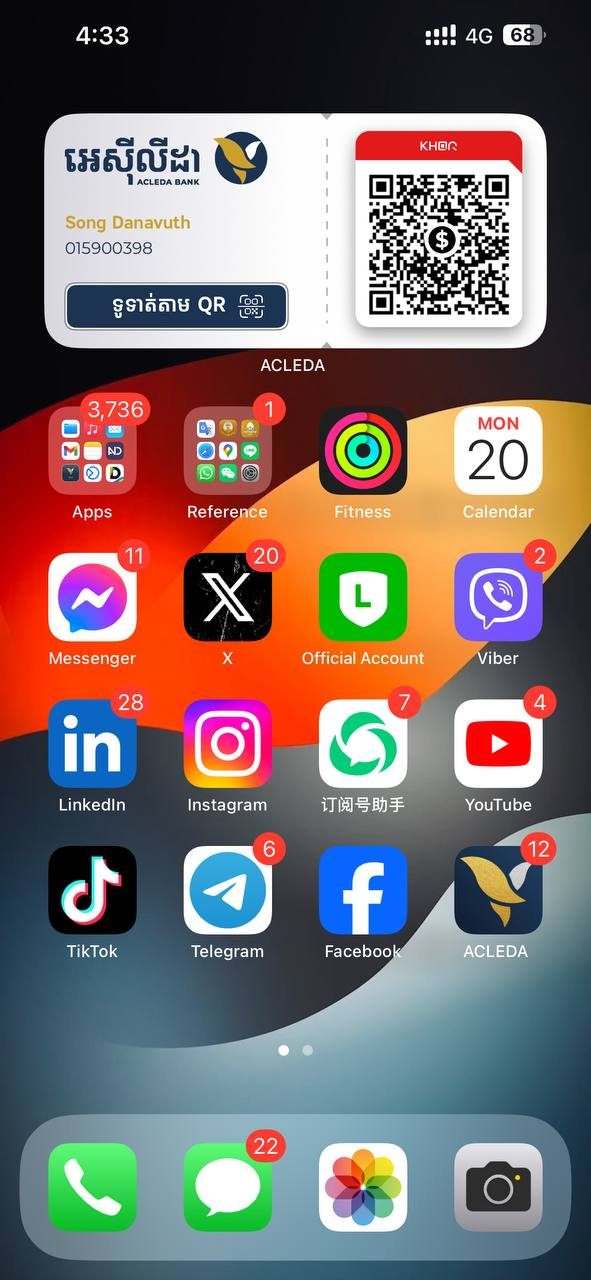 4:33
4G
68
អេស៊ីលីដា
ACLEDA BANK
Song Danavuth
015900398
ទូទាត់តាម QR
KHQR
$
ACLEDA
3,736
1
MON
20
Apps
Reference
Fitness
Calendar
11
20
L
2
Messenger
X
Official Account
Viber
28
in
7
4
LinkedIn
Instagram
订阅号助手
YouTube
6
12
TikTok
Telegram
Facebook
ACLEDA
22